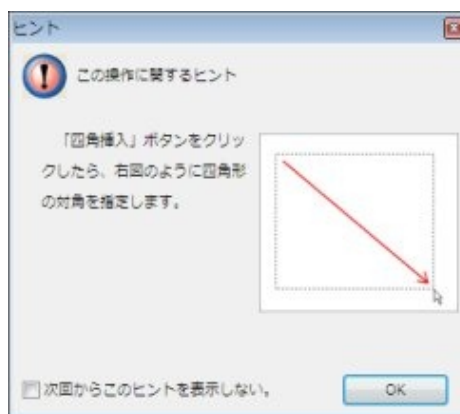 ヒント
この操作に関するヒント
「四角挿入」ボタンをクリッ
クしたら、右図のように四角形
の対角を指定します。
次回からこのヒントを表示しない。
OK